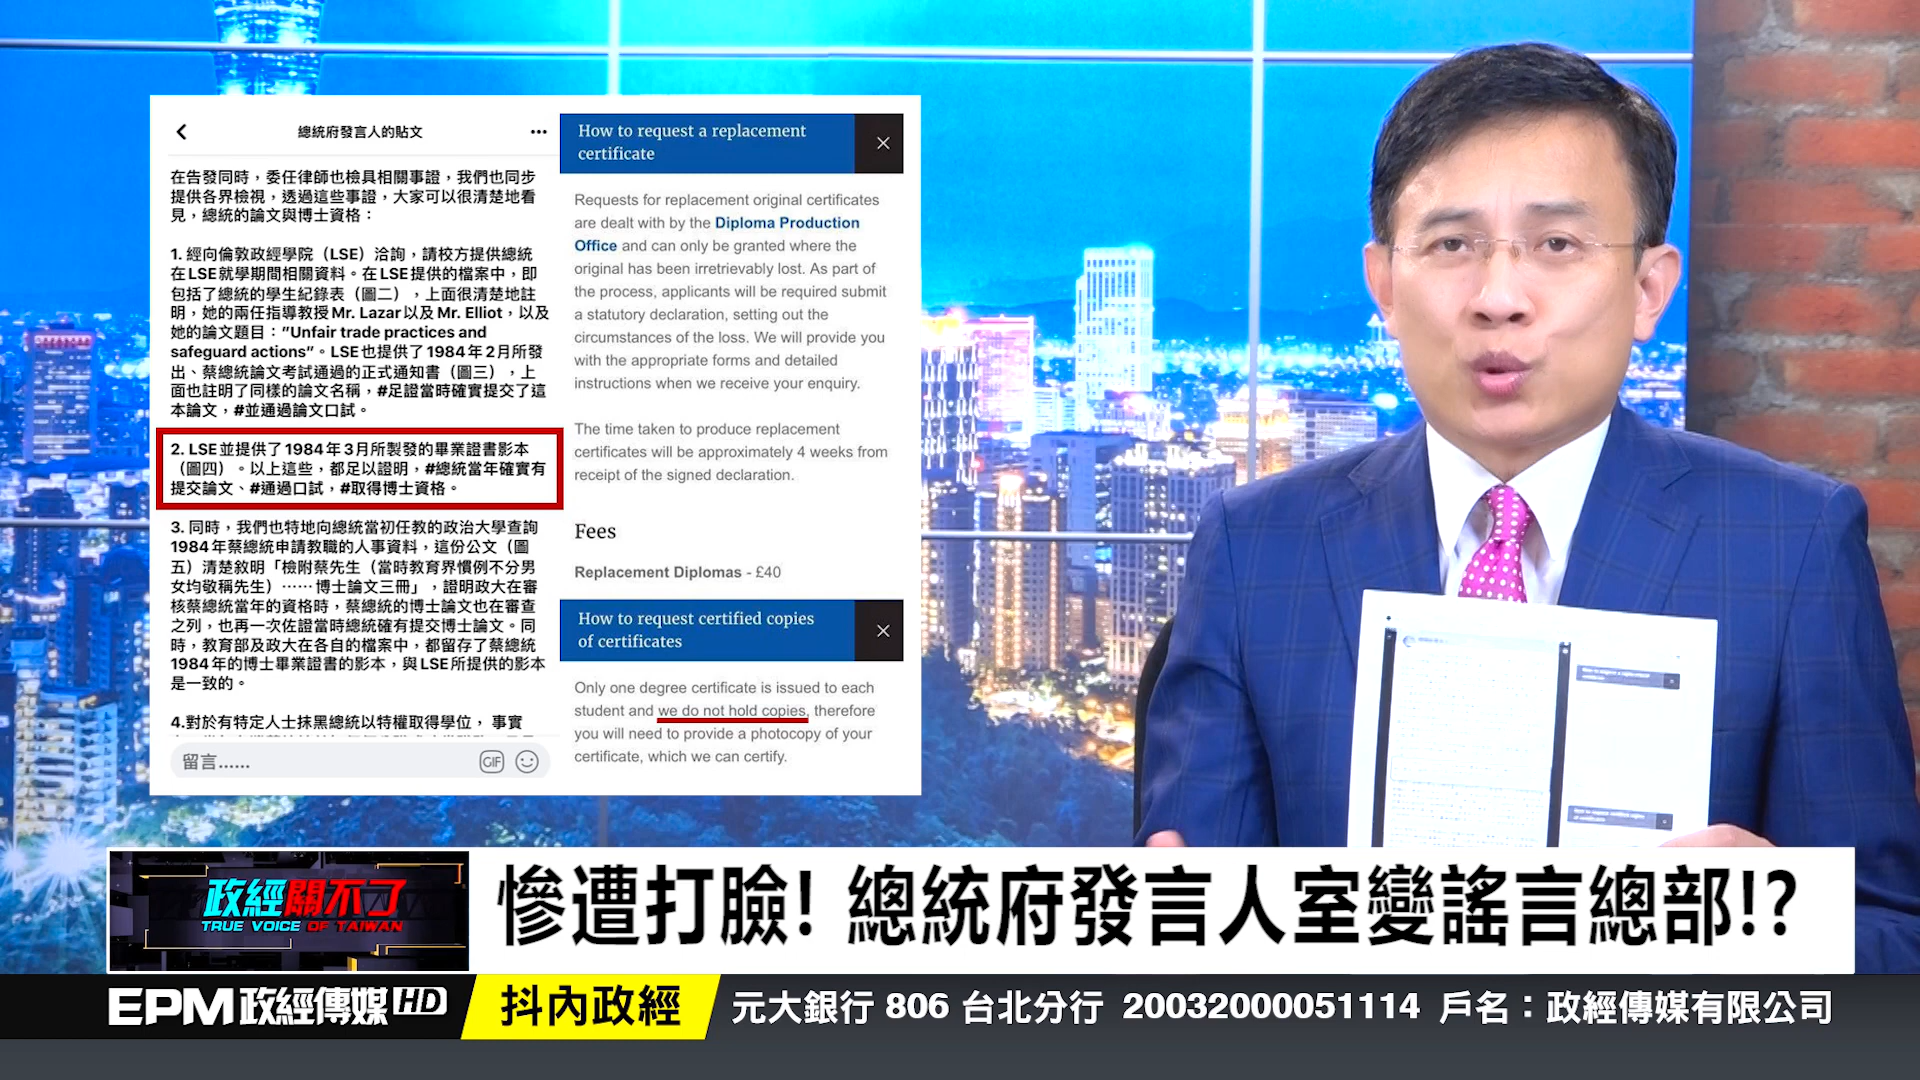 總統府發言人的貼文
在告發同時，委任律師也檢具相關事證，我們也同步
提供各界檢視，透過這些事證，大家可以很清楚地看
見，總統的論文與博士資格：
1. 經向倫敦政經學院（LSE）洽詢，請校方提供總統
在LSE就學期間相關資料。在LSE提供的檔案中，即
包括了總統的學生紀錄表（圖二），上面很清楚地註
明，她的兩任指導教授Mr. Lazar以及Mr. Elliot，以及
她的論文題目：”Unfair trade practices and
safeguard actions”。LSE也提供了1984年2月所發
出、蔡總統論文考試通過的正式通知書（圖三），上
面也註明了同樣的論文名稱，#足證當時確實提交了這
本論文，#並通過論文口試。
2. LSE並提供了1984年3月所製發的畢業證書影本
（圖四）。以上這些，都足以證明，#總統當年確實有
提交論文、#通過口試，#取得博士資格。
3. 同時，我們也特地向總統當初任教的政治大學查詢
1984年蔡總統申請教職的人事資料，這份公文（圖
五）清楚敘明「檢附蔡先生（當時教育界慣例不分男
女均敬稱先生）⋯⋯博士論文三冊」，證明政大在審
核蔡總統當年的資格時，蔡總統的博士論文也在審查
之列，也再一次佐證當時總統確有提交博士論文。同
時，教育部及政大在各自的檔案中，都留存了蔡總統
1984年的博士畢業證書的影本，與LSE所提供的影本
是一致的。
4.對於有特定人士抹黑總統以特權取得學位， 事實
留言......
GIF
How to request a replacement
certificate
Requests for replacement original certificates
are dealt with by the Diploma Production
Office and can only be granted where the
original has been irretrievably lost. As part of
the process, applicants will be required submit
a statutory declaration, setting out the
circumstances of the loss. We will provide you
with the appropriate forms and detailed
instructions when we receive your enquiry.
The time taken to produce replacement
certificates will be approximately 4 weeks from
receipt of the signed declaration.
Fees
Replacement Diplomas - £40
How to request certified copies
of certificates
Only one degree certificate is issued to each
student and we do not hold copies, therefore
you will need to provide a photocopy of your
certificate, which we can certify.
政經關不了
TRUE VOICE OF TAIWAN
慘遭打臉! 總統府發言人室變謠言總部!?
EPM政經傳媒HD
抖內政經
元大銀行 806 台北分行 20032000051114 戶名：政經傳媒有限公司